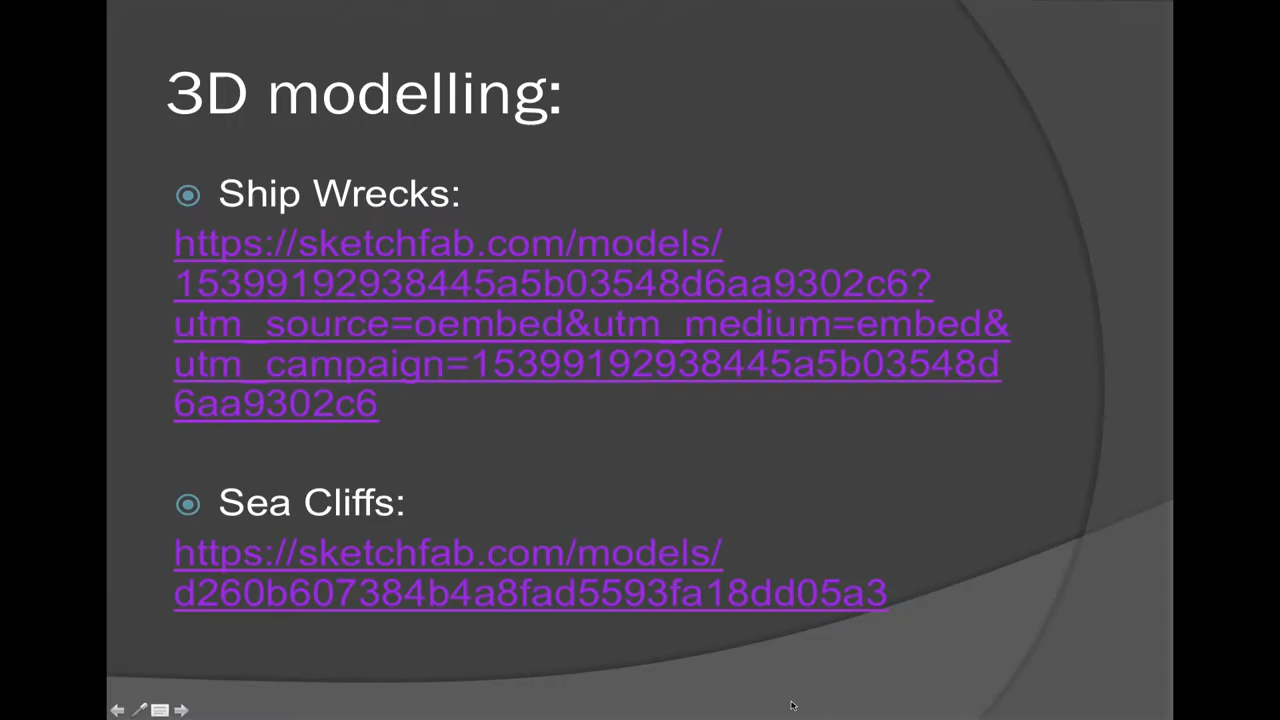 3D modelling:
Ship Wrecks:
https://sketchfab.com/models/
15399192938445a5b03548d6aa9302c6?
utm_source=oembed&utm_medium=embed&
utm_campaign=15399192938445a5b03548d
6aa9302c6
Sea Cliffs:
https://sketchfab.com/models/
d260b607384b4a8fad5593fa18dd05a3